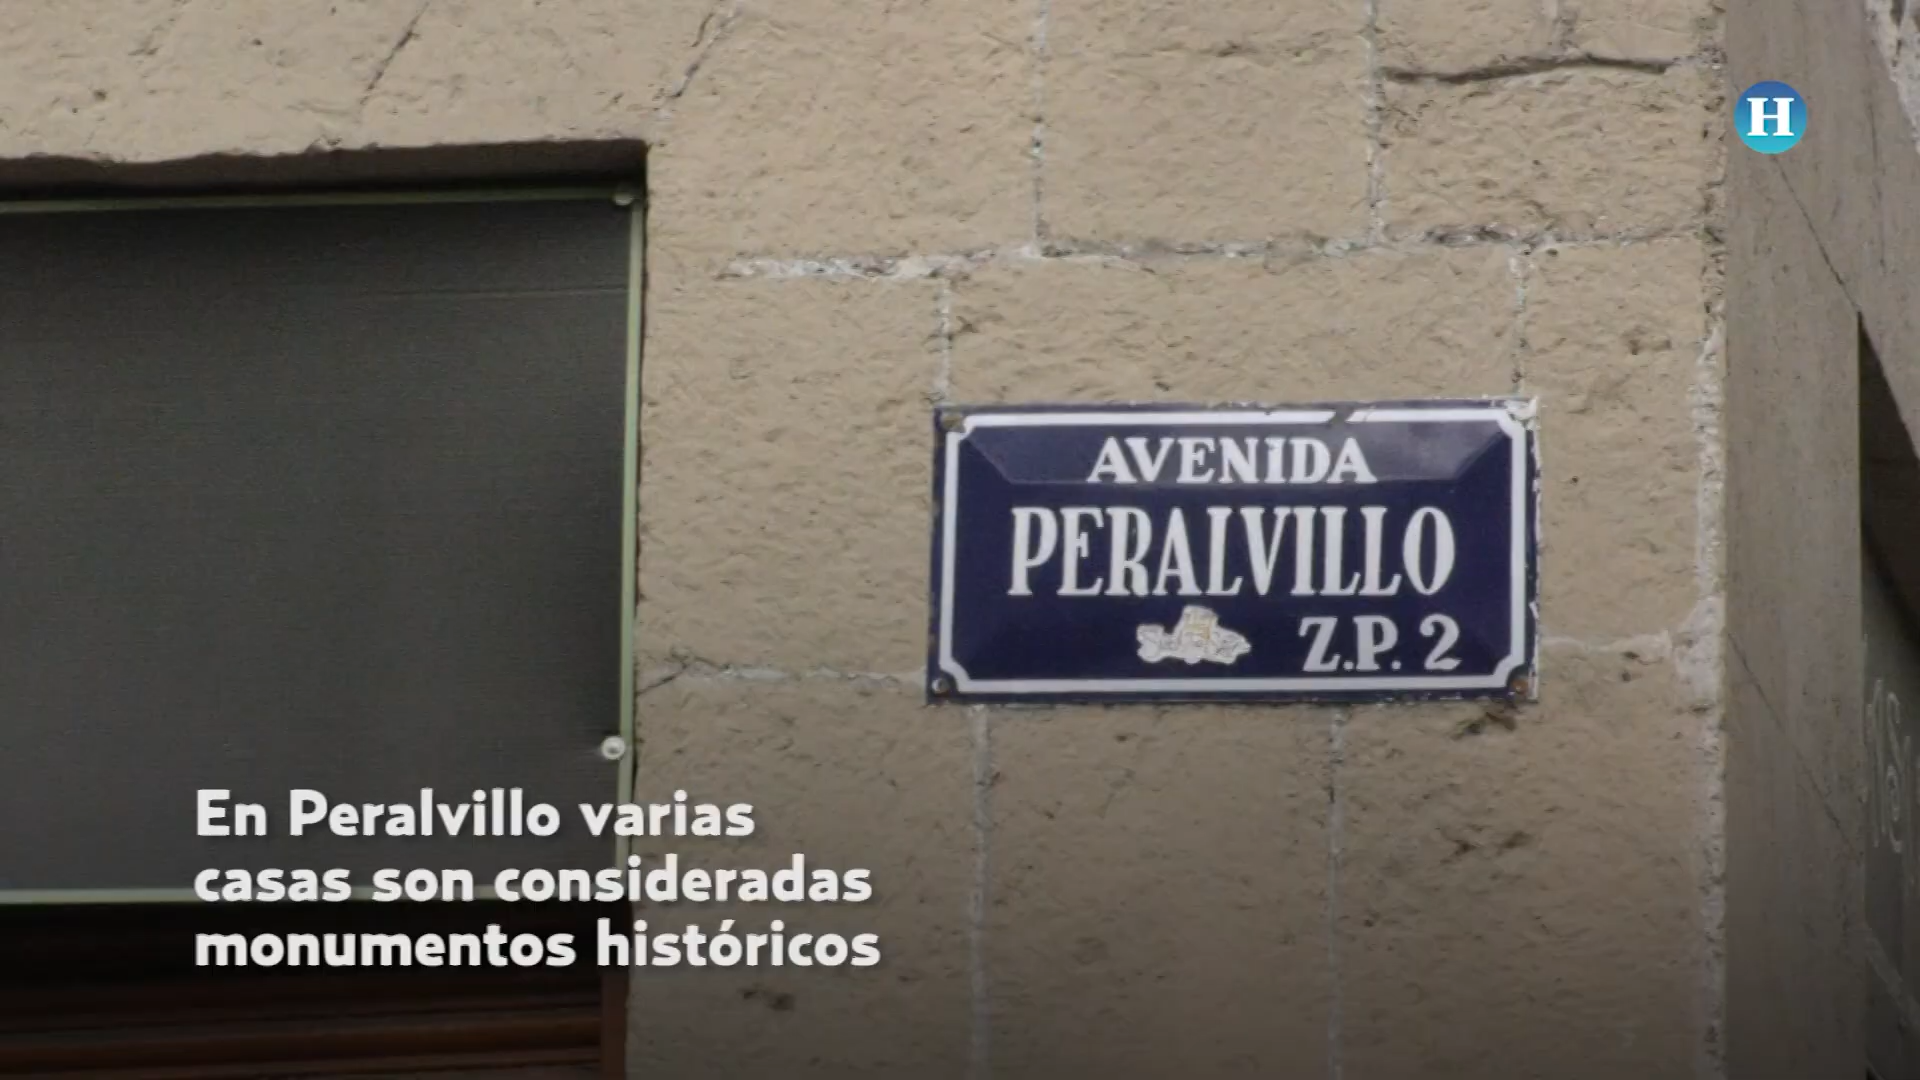 H
AVENIDA
PERALVILLO
Z.P. 2
En Peralvillo varias
casas son consideradas
monumentos históricos